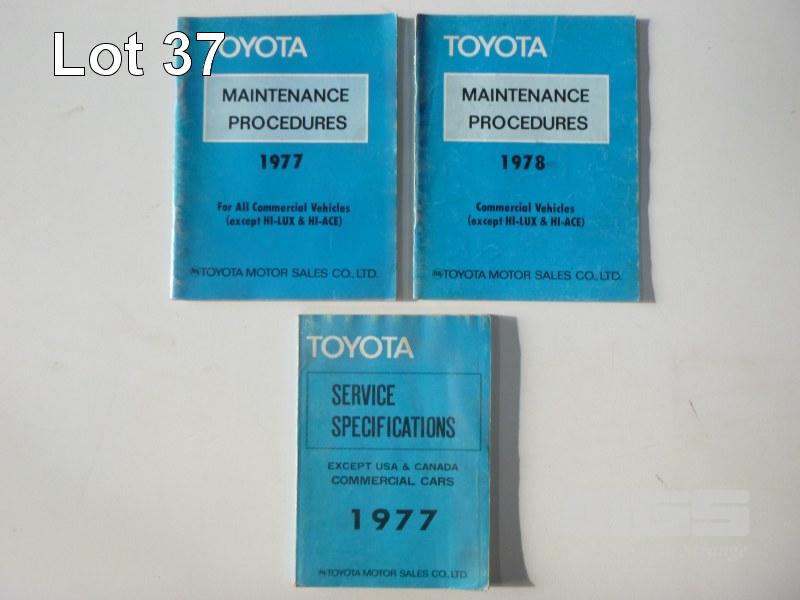 Lot 37
TOYOTA
MAINTENANCE
PROCEDURES
1977
For All Commercial Vehicles
(except HI-LUX & HI-ACE)
TOYOTA MOTOR SALES CO., LTD.
TOYOTA
MAINTENANCE
PROCEDURES
1978
Commercial Vehicles
(except HI-LUX & HI-ACE)
TOYOTA MOTOR SALES CO., LTD.
TOYOTA
SERVICE
SPECIFICATIONS
EXCEPT USA & CANADA
COMMERCIAL CARS
1977
TOYOTA MOTOR SALES CO., LTD.
Strange